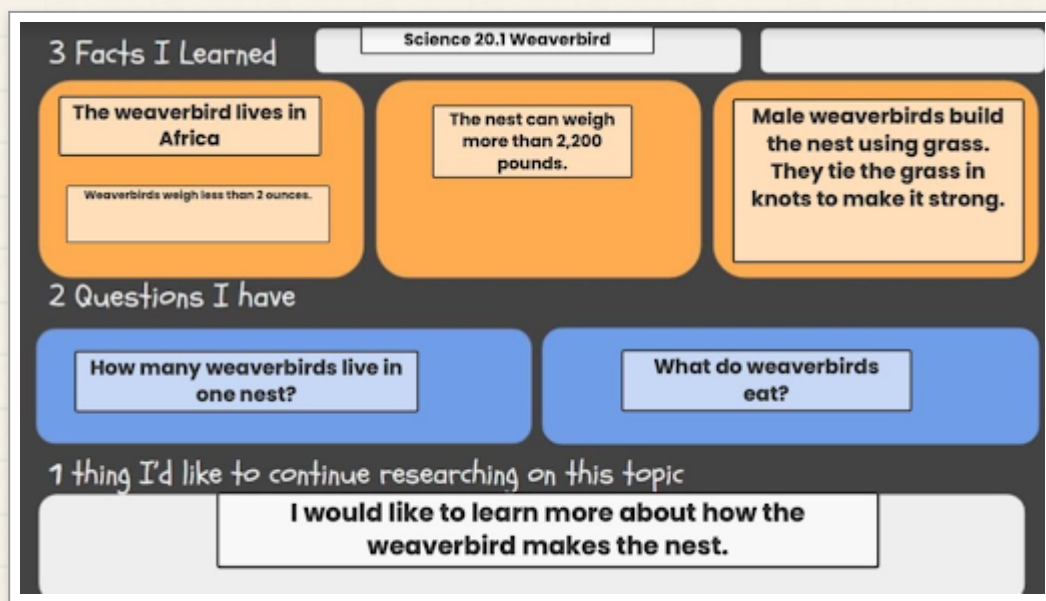 3 Facts I Learned
Science 20.1 Weaverbird
The weaverbird lives in
Africa
Weaverbirds weigh less than 2 ounces.
The nest can weigh
more than 2,200
pounds.
Male weaverbirds build
the nest using grass.
They tie the grass in
knots to make it strong.
2 Questions I have
How many weaverbirds live in
one nest?
What do weaverbirds
eat?
1 thing I'd like to continue researching on this topic
I would like to learn more about how the
weaverbird makes the nest.